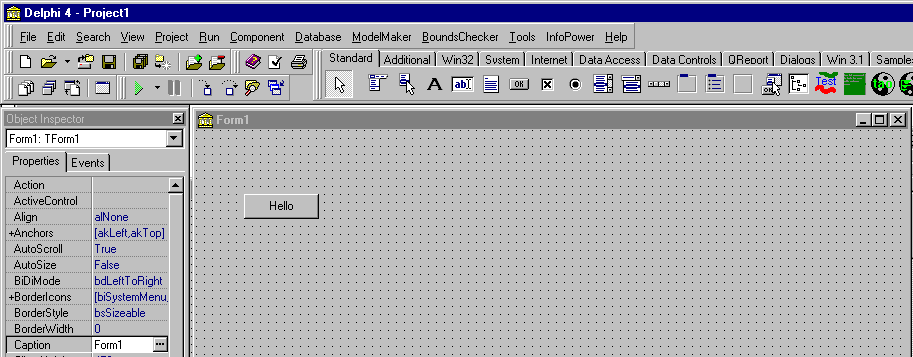 Delphi 4 - Project1
File Edit Search View Project Run Component Database ModelMaker BoundsChecker Tools InfoPower Help
Standard Additional Win32 System Internet Data Access Data Controls QReport Dialogs Win 3.1 Samples
A ab OK OK Test
Object Inspector
Form1
Form1: TForm1
Properties Events
Action
ActiveControl
Align alNone
+Anchors [akLeft,akTop]
AutoScroll True
AutoSize False
BiDiMode bdLeftToRight
+BorderIcons [biSystemMenu,
BorderStyle bsSizeable
BorderWidth 0
Caption Form1
Hello